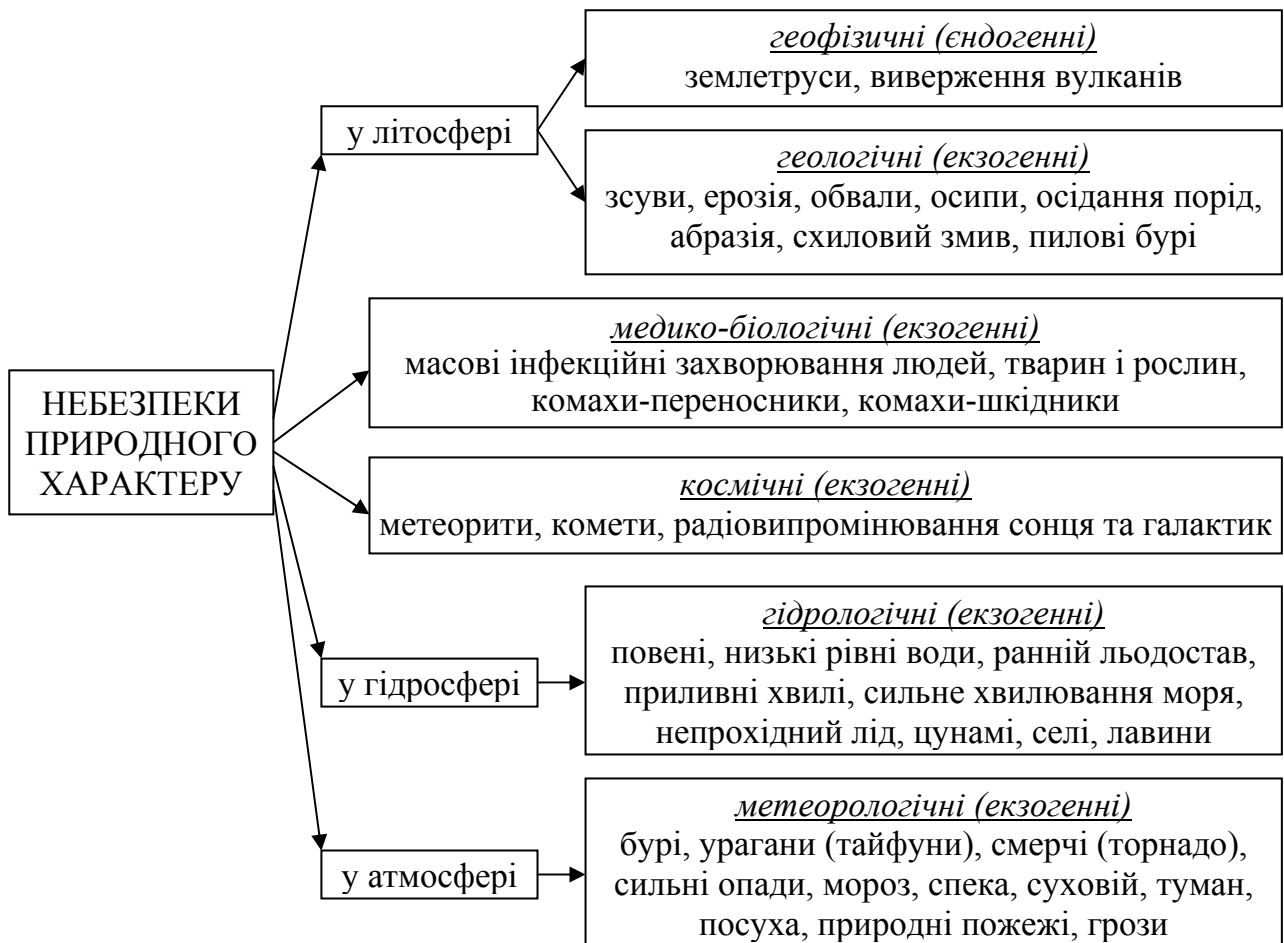 геофізичні (єндогенні)
землетруси, виверження вулканів
у літосфері
геологічні (екзогенні)
зсуви, ерозія, обвали, осипи, осідання порід,
абразія, схиловий змив, пилові бурі
медико-біологічні (екзогенні)
масові інфекційні захворювання людей, тварин і рослин,
комахи-переносники, комахи-шкідники
НЕБЕЗПЕКИ
ПРИРОДНОГО
ХАРАКТЕРУ
космічні (екзогенні)
метеорити, комети, радіовипромінювання сонця та галактик
гідрологічні (екзогенні)
повені, низькі рівні води, ранній льодостав,
приливні хвилі, сильне хвилювання моря,
непрохідний лід, цунамі, селі, лавини
у гідросфері
метеорологічні (екзогенні)
бурі, урагани (тайфуни), смерчі (торнадо),
сильні опади, мороз, спека, суховій, туман,
посуха, природні пожежі, грози
у атмосфері